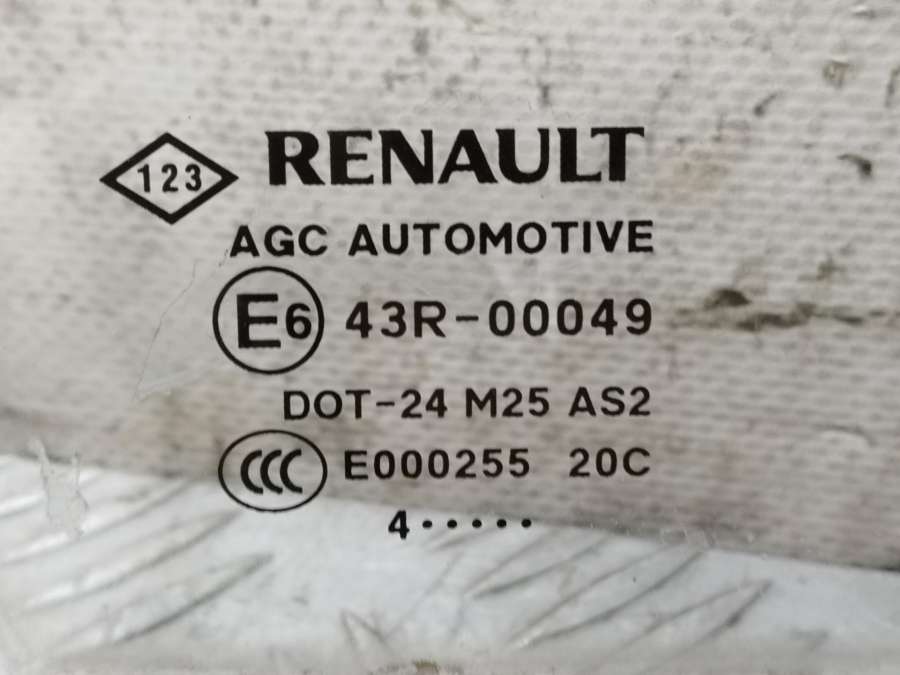 123 RENAULT
AGC AUTOMOTIVE
E6 43R-00049
DOT-24 M25 AS2
CCC E000255 20C
4·····